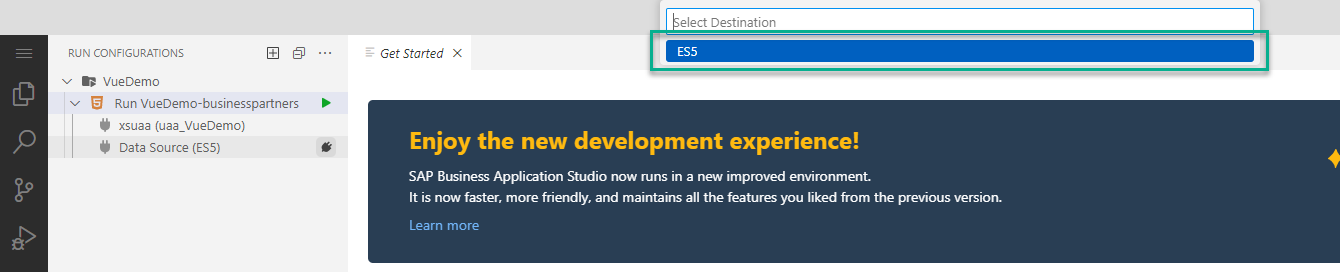 Select Destination
ES5
RUN CONFIGURATIONS
Get Started
VueDemo
Run VueDemo-businesspartners
xsuaa (uaa_VueDemo)
Data Source (ES5)
Enjoy the new development experience!
SAP Business Application Studio now runs in a new improved environment.
It is now faster, more friendly, and maintains all the features you liked from the previous version.
Learn more